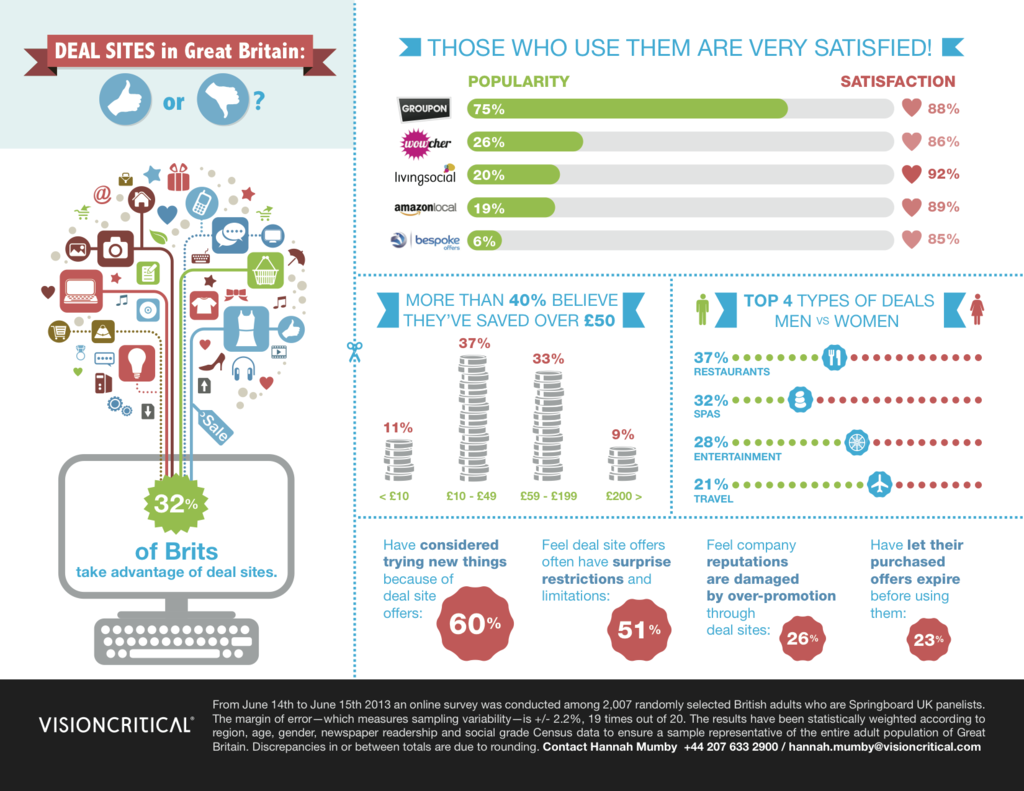 DEAL SITES in Great Britain:
or ?
THOSE WHO USE THEM ARE VERY SATISFIED!
POPULARITY SATISFACTION
GROUPON 75% 88%
wowcher 26% 86%
livingsocial 20% 92%
amazonlocal 19% 89%
bespoke offers 6% 85%
@
Sale
32%
of Brits
take advantage of deal sites.
MORE THAN 40% BELIEVE
THEY'VE SAVED OVER £50
37%
33%
11%
9%
< £10 £10 - £49 £59 - £199 £200 >
TOP 4 TYPES OF DEALS
MEN VS WOMEN
37%
RESTAURANTS
32%
SPAS
28%
ENTERTAINMENT
21%
TRAVEL
Have considered
trying new things
because of
deal site
offers:
60%
Feel deal site offers
often have surprise
restrictions and
limitations:
51%
Feel company
reputations
are damaged
by over-promotion
through
deal sites:
26%
Have let their
purchased
offers expire
before using
them:
23%
VISIONCRITICAL®
From June 14th to June 15th 2013 an online survey was conducted among 2,007 randomly selected British adults who are Springboard UK panelists.
The margin of error—which measures sampling variability—is +/- 2.2%, 19 times out of 20. The results have been statistically weighted according to
region, age, gender, newspaper readership and social grade Census data to ensure a sample representative of the entire adult population of Great
Britain. Discrepancies in or between totals are due to rounding. Contact Hannah Mumby +44 207 633 2900 / hannah.mumby@visioncritical.com